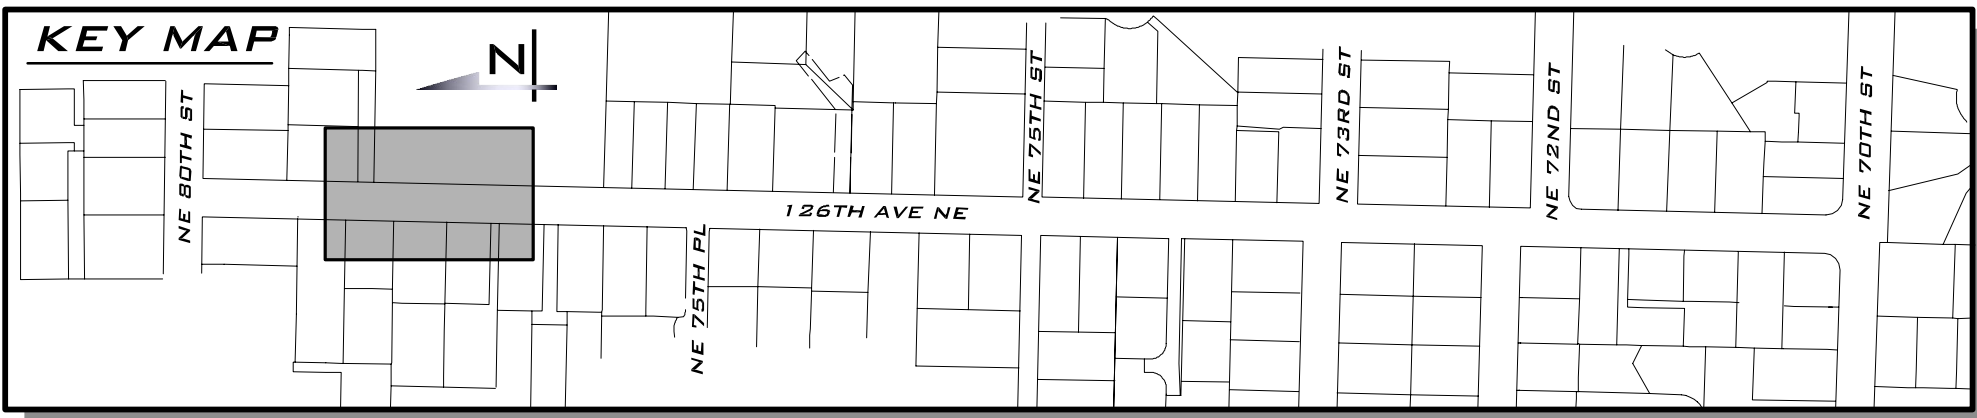 KEY MAP
N
NE 80TH ST
NE 75TH PL
126TH AVE NE
NE 75TH ST
NE 73RD ST
NE 72ND ST
NE 70TH ST